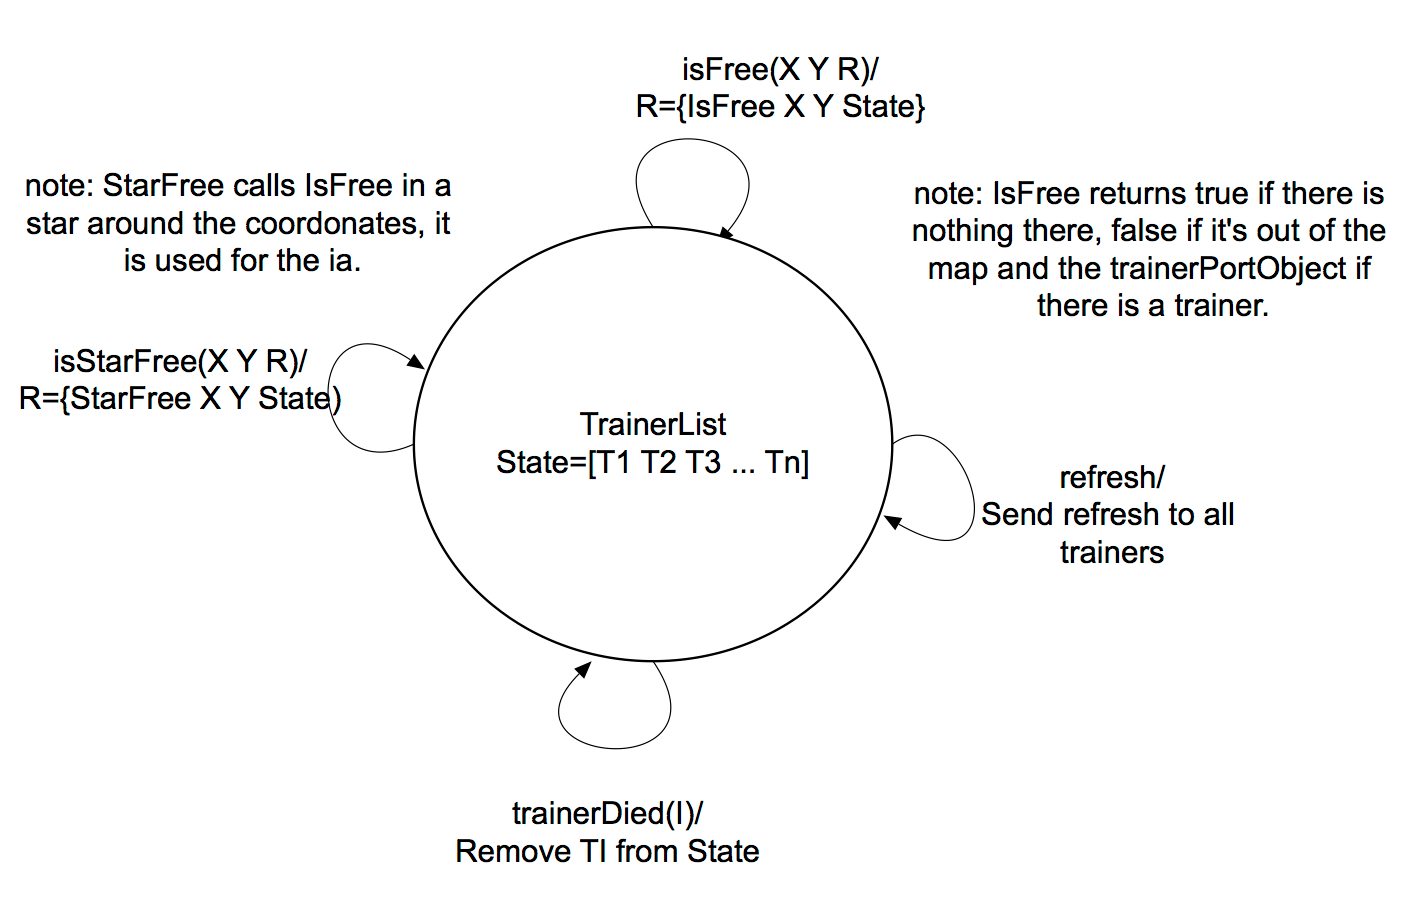 isFree(X Y R)/
R={IsFree X Y State}
note: StarFree calls IsFree in a
star around the coordonates, it
is used for the ia.
note: IsFree returns true if there is
nothing there, false if it's out of the
map and the trainerPortObject if
there is a trainer.
isStarFree(X Y R)/
R={StarFree X Y State)
TrainerList
State=[T1 T2 T3 ... Tn]
refresh/
Send refresh to all
trainers
trainerDied(I)/
Remove TI from State